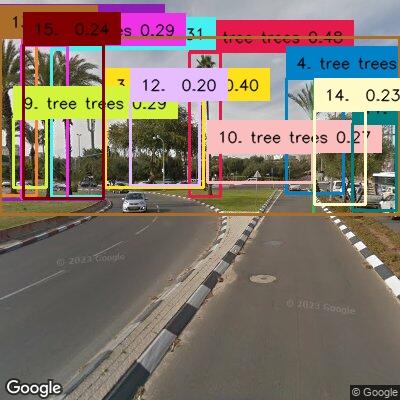 15. 0.24
s 0.29
31
tree trees 0.48
4. tree trees
3
12. 0.20
0.40
14. 0.23
9. tree trees 0.29
10. tree trees 0.27
© 2023 Google
© 2023 Google
Google
© Google